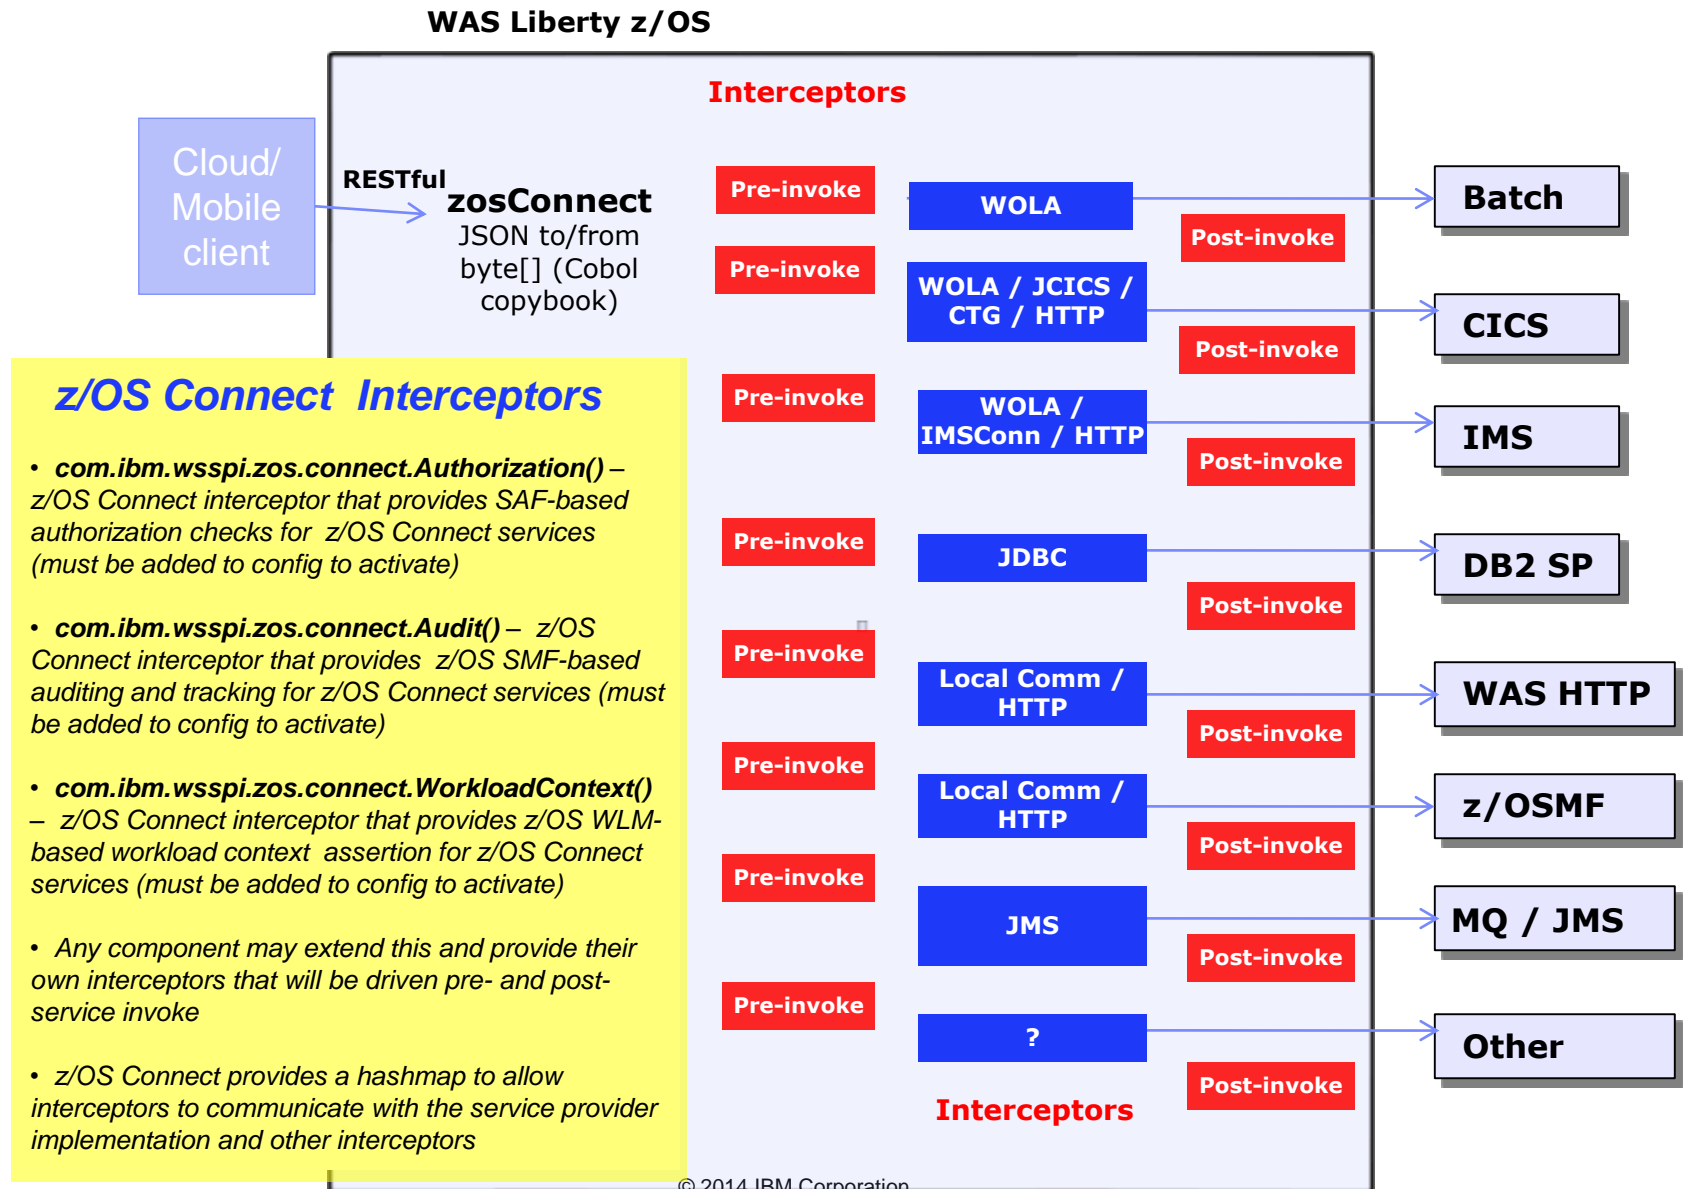 WAS Liberty z/OS
Interceptors
Cloud/
Mobile
client
RESTful
zosConnect
JSON to/from
byte[] (Cobol
copybook)
Pre-invoke
WOLA
Post-invoke
Batch
Pre-invoke
WOLA / JCICS /
CTG / HTTP
Post-invoke
CICS
Pre-invoke
WOLA /
IMSConn / HTTP
Post-invoke
IMS
Pre-invoke
JDBC
Post-invoke
DB2 SP
Pre-invoke
Local Comm /
HTTP
Post-invoke
WAS HTTP
Pre-invoke
Local Comm /
HTTP
Post-invoke
z/OSMF
Pre-invoke
JMS
Post-invoke
MQ / JMS
Pre-invoke
?
Post-invoke
Other
Interceptors
z/OS Connect Interceptors
• com.ibm.wsspi.zos.connect.Authorization() –
z/OS Connect interceptor that provides SAF-based
authorization checks for z/OS Connect services
(must be added to config to activate)
• com.ibm.wsspi.zos.connect.Audit() – z/OS
Connect interceptor that provides z/OS SMF-based
auditing and tracking for z/OS Connect services (must
be added to config to activate)
• com.ibm.wsspi.zos.connect.WorkloadContext()
– z/OS Connect interceptor that provides z/OS WLM-
based workload context assertion for z/OS Connect
services (must be added to config to activate)
• Any component may extend this and provide their
own interceptors that will be driven pre- and post-
service invoke
• z/OS Connect provides a hashmap to allow
interceptors to communicate with the service provider
implementation and other interceptors
© 2014 IBM Corporation